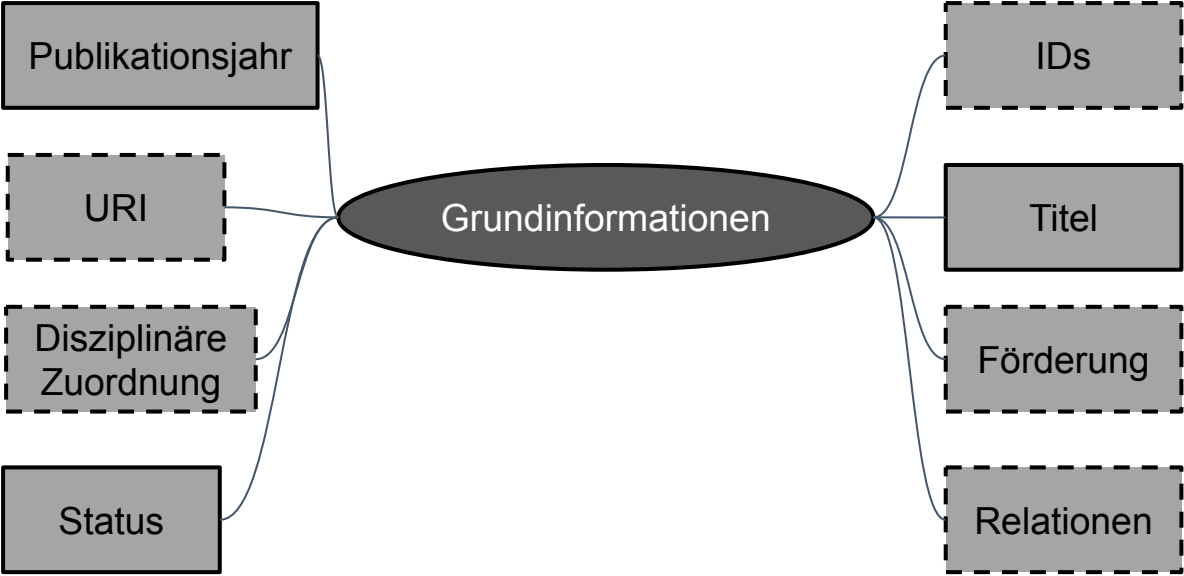 Publikationsjahr
URI
Disziplinäre
Zuordnung
Status
Grundinformationen
IDs
Titel
Förderung
Relationen